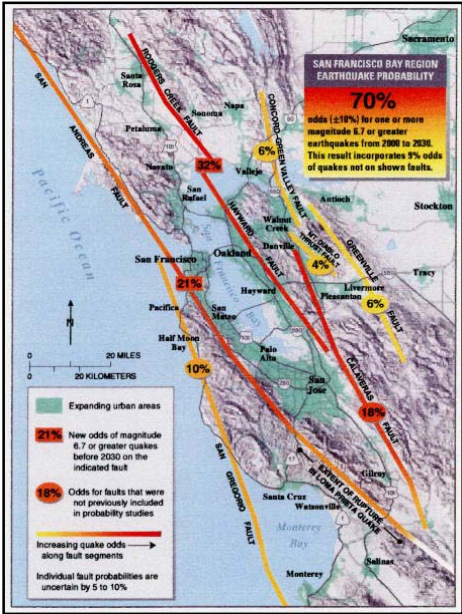 Sacramento
SAN FRANCISCO BAY REGION
EARTHQUAKE PROBABILITY
70%
odds (±10%) for one or more
magnitude 6.7 or greater
earthquakes from 2000 to 2030.
This result incorporates 9% odds
of quakes not on shown faults.
SAN
ANDREAS
FAULT
RODGERS
CREEK FAULT
Santa
Rosa
Sonoma
Napa
Petaluma
Novato
32%
Vallejo
San
Rafael
CONCORD-GREEN VALLEY FAULT
6%
Antioch
Stockton
Pacific Ocean
HAYWARD
FAULT
Walnut
Creek
MT. DIABLO
THRUST FAULT
4%
GREENVILLE
FAULT
Danville
Oakland
San Francisco
San Francisco Bay
21%
Tracy
Livermore
Pleasanton
6%
Hayward
Pacifica
San
Mateo
N
Half Moon
Bay
0 20 MILES
0 20 KILOMETERS
10%
Palo
Alto
San
Jose
CALAVERAS
FAULT
18%
Expanding urban areas
21%
New odds of magnitude
6.7 or greater quakes
before 2030 on the
indicated fault
18%
Odds for faults that were
not previously included
in probability studies
Increasing quake odds
along fault segments
Individual fault probabilities are
uncertain by 5 to 10%
SAN
GREGORIO
FAULT
EXTENT OF RUPTURE
IN LOMA PRIETA QUAKE
Gilroy
Santa Cruz
Watsonville
Monterey
Bay
Salinas
Monterey